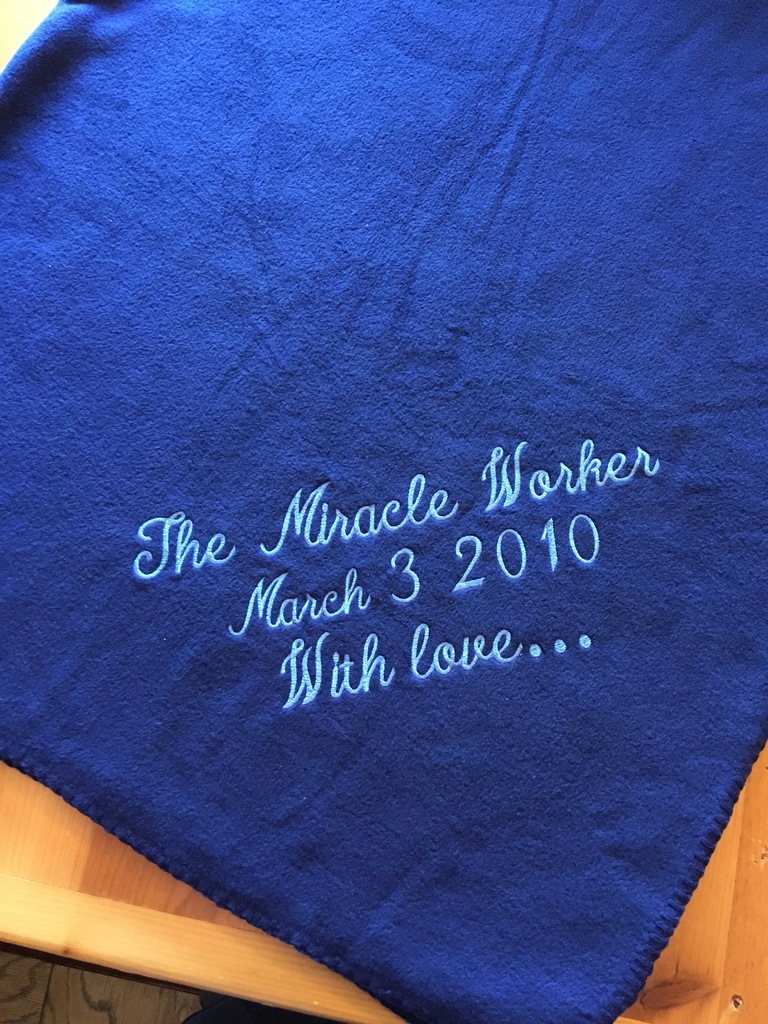 The Miracle Worker
March 3 2010
With love...